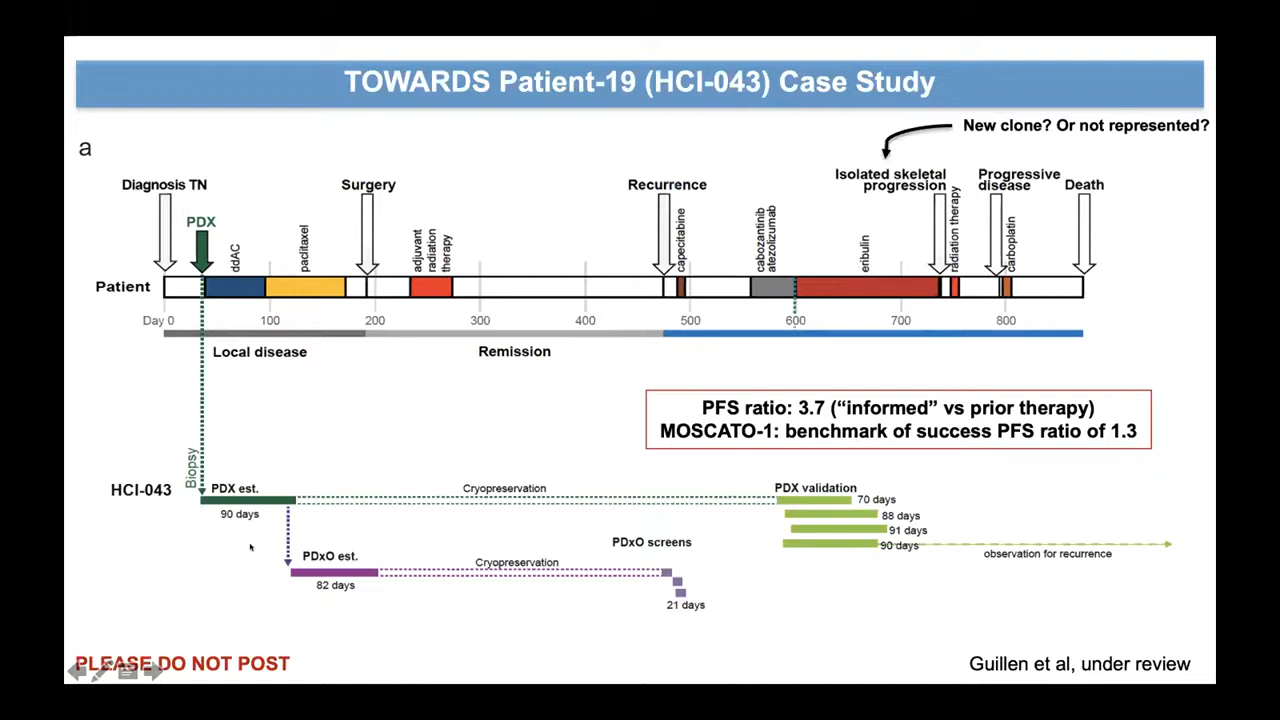 TOWARDS Patient-19 (HCI-043) Case Study
New clone? Or not represented?
a
Diagnosis TN
PDX
Surgery
Recurrence
Isolated skeletal
progression
Progressive
disease
Death
ddAC
paclitaxel
adjuvant
radiation
therapy
capecitabine
cabozantinib
atezolizumab
eribulin
radiation therapy
carboplatin
Patient
Day 0
100
200
300
400
500
600
700
800
Local disease
Remission
PFS ratio: 3.7 (“informed” vs prior therapy)
MOSCATO-1: benchmark of success PFS ratio of 1.3
Biopsy
HCI-043
PDX est.
90 days
Cryopreservation
PDX validation
70 days
88 days
91 days
90 days
observation for recurrence
PDxO est.
82 days
Cryopreservation
PDxO screens
21 days
PLEASE DO NOT POST
Guillen et al, under review